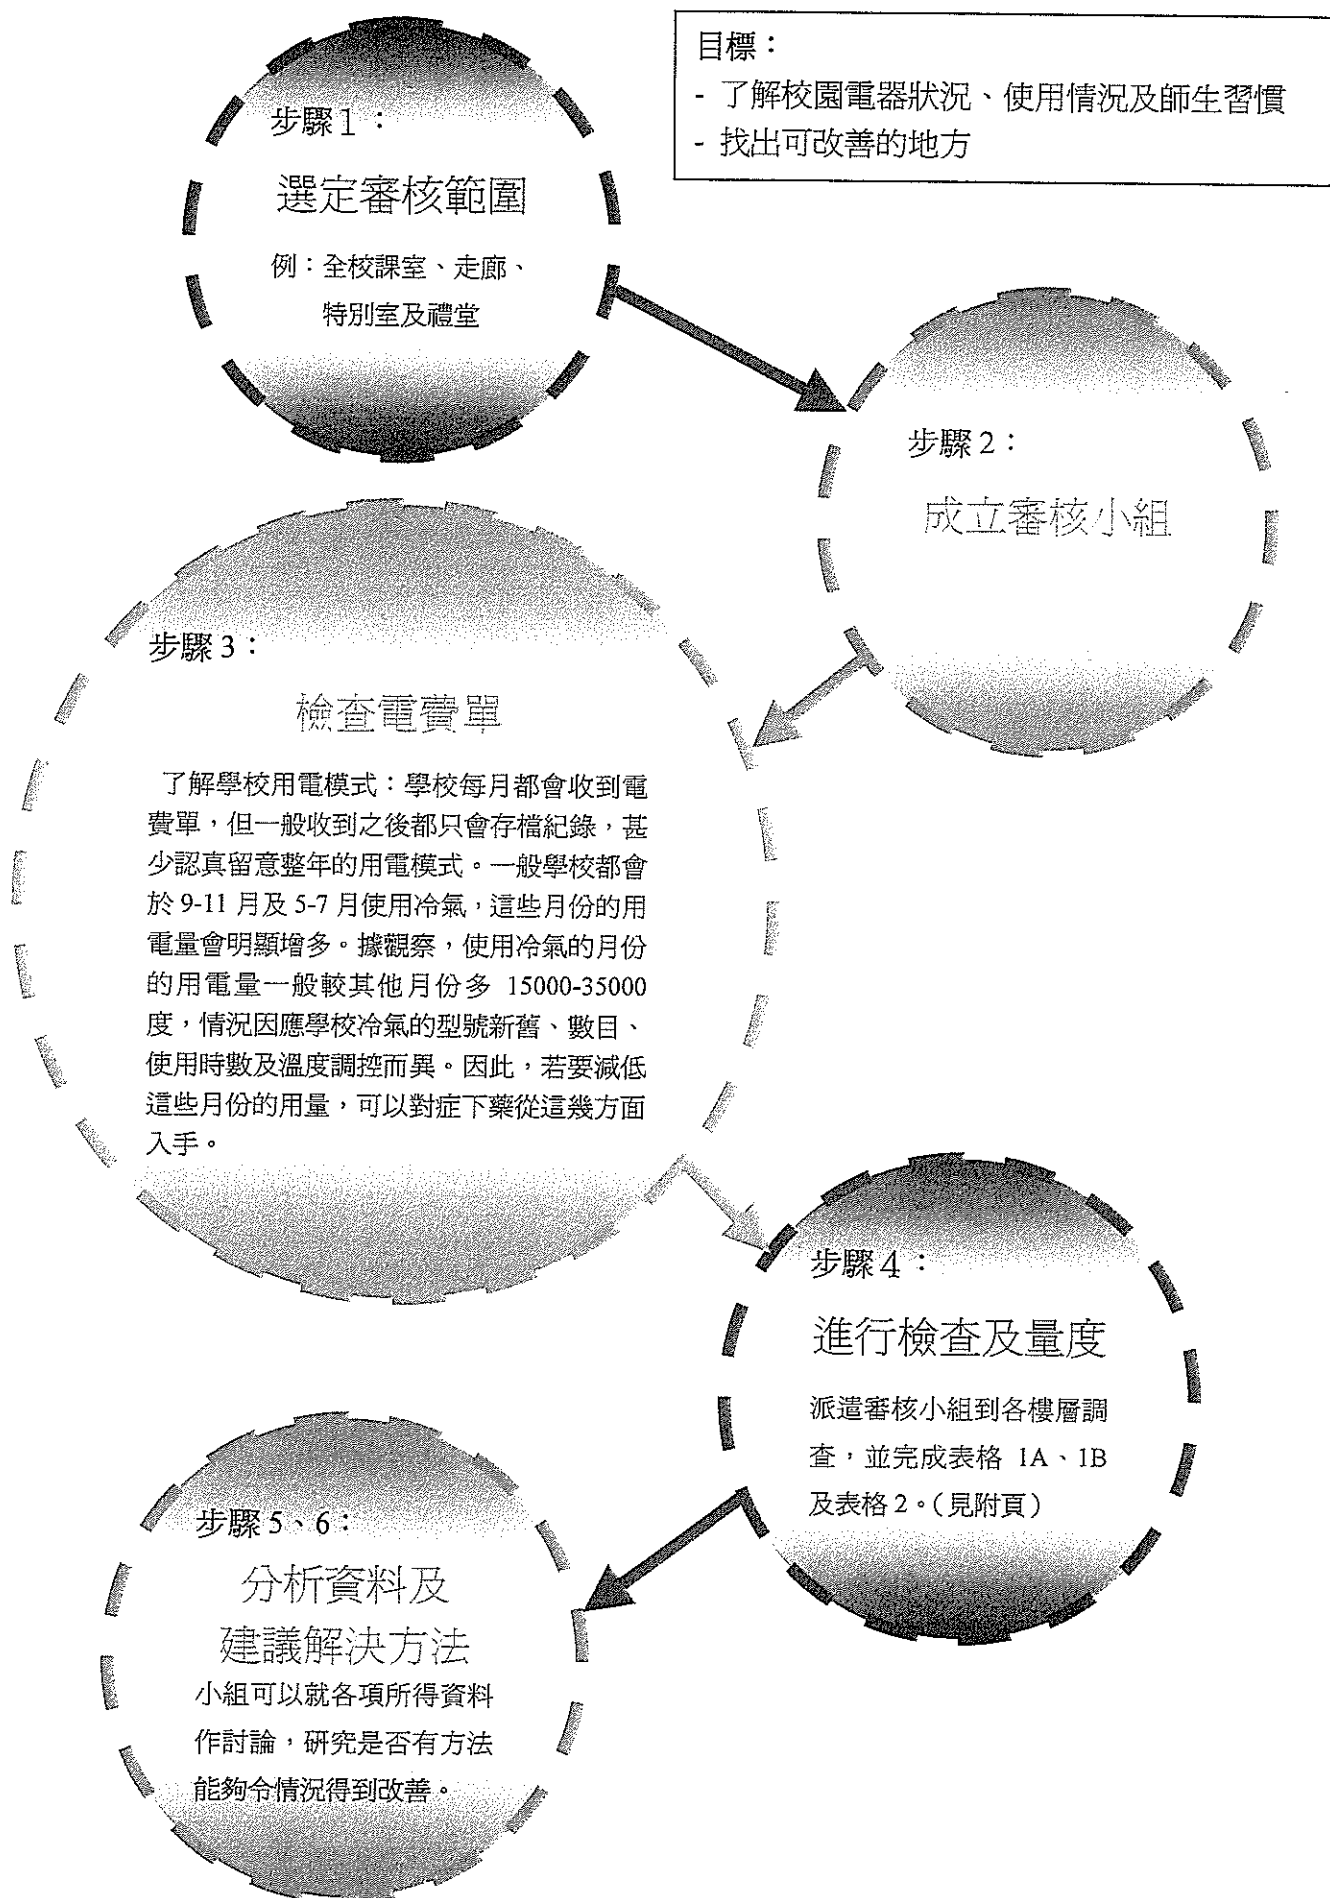 目標：
- 了解校園電器狀況、使用情況及師生習慣
- 找出可改善的地方
步驟1：
選定審核範圍
例：全校課室、走廊、
特別室及禮堂
步驟 2：
成立審核小組
步驟 3：
檢查電費單
了解學校用電模式：學校每月都會收到電
費單，但一般收到之後都只會存檔紀錄，甚
少認真留意整年的用電模式。一般學校都會
於 9-11 月及 5-7 月使用冷氣，這些月份的用
電量會明顯增多。據觀察，使用冷氣的月份
的用電量一般較其他月份多 15000-35000
度，情況因應學校冷氣的型號新舊、數目、
使用時數及溫度調控而異。因此，若要減低
這些月份的用量，可以對症下藥從這幾方面
入手。
步驟4：
進行檢查及量度
派遣審核小組到各樓層調
查，並完成表格 1A、1B
及表格 2。（見附頁）
步驟 5、6：
分析資料及
建議解決方法
小組可以就各項所得資料
作討論，研究是否有方法
能夠令情況得到改善。